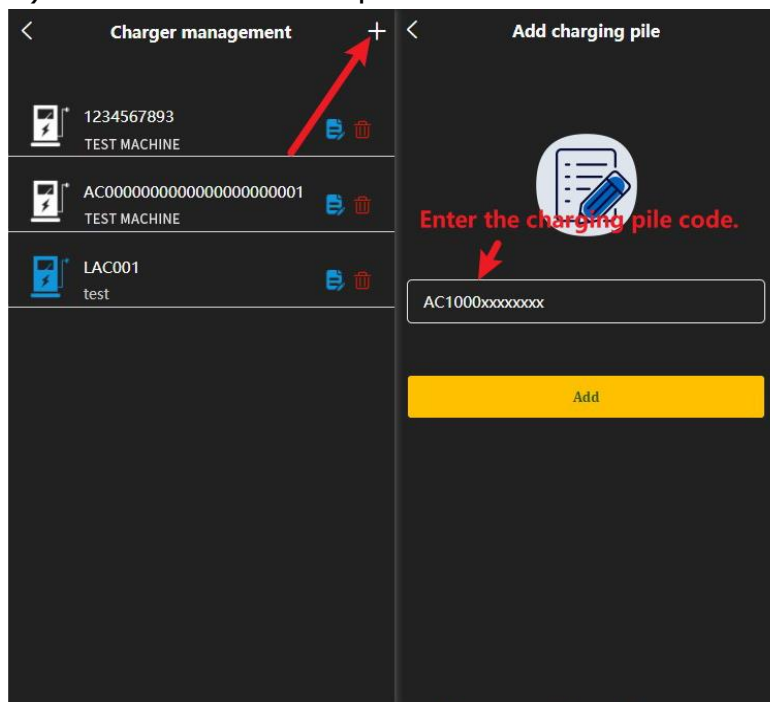 Charger management
1234567893
TEST MACHINE
AC0000000000000000000001
TEST MACHINE
LAC001
test
Add charging pile
Enter the charging pile code.
AC1000xxxxxxxx
Add